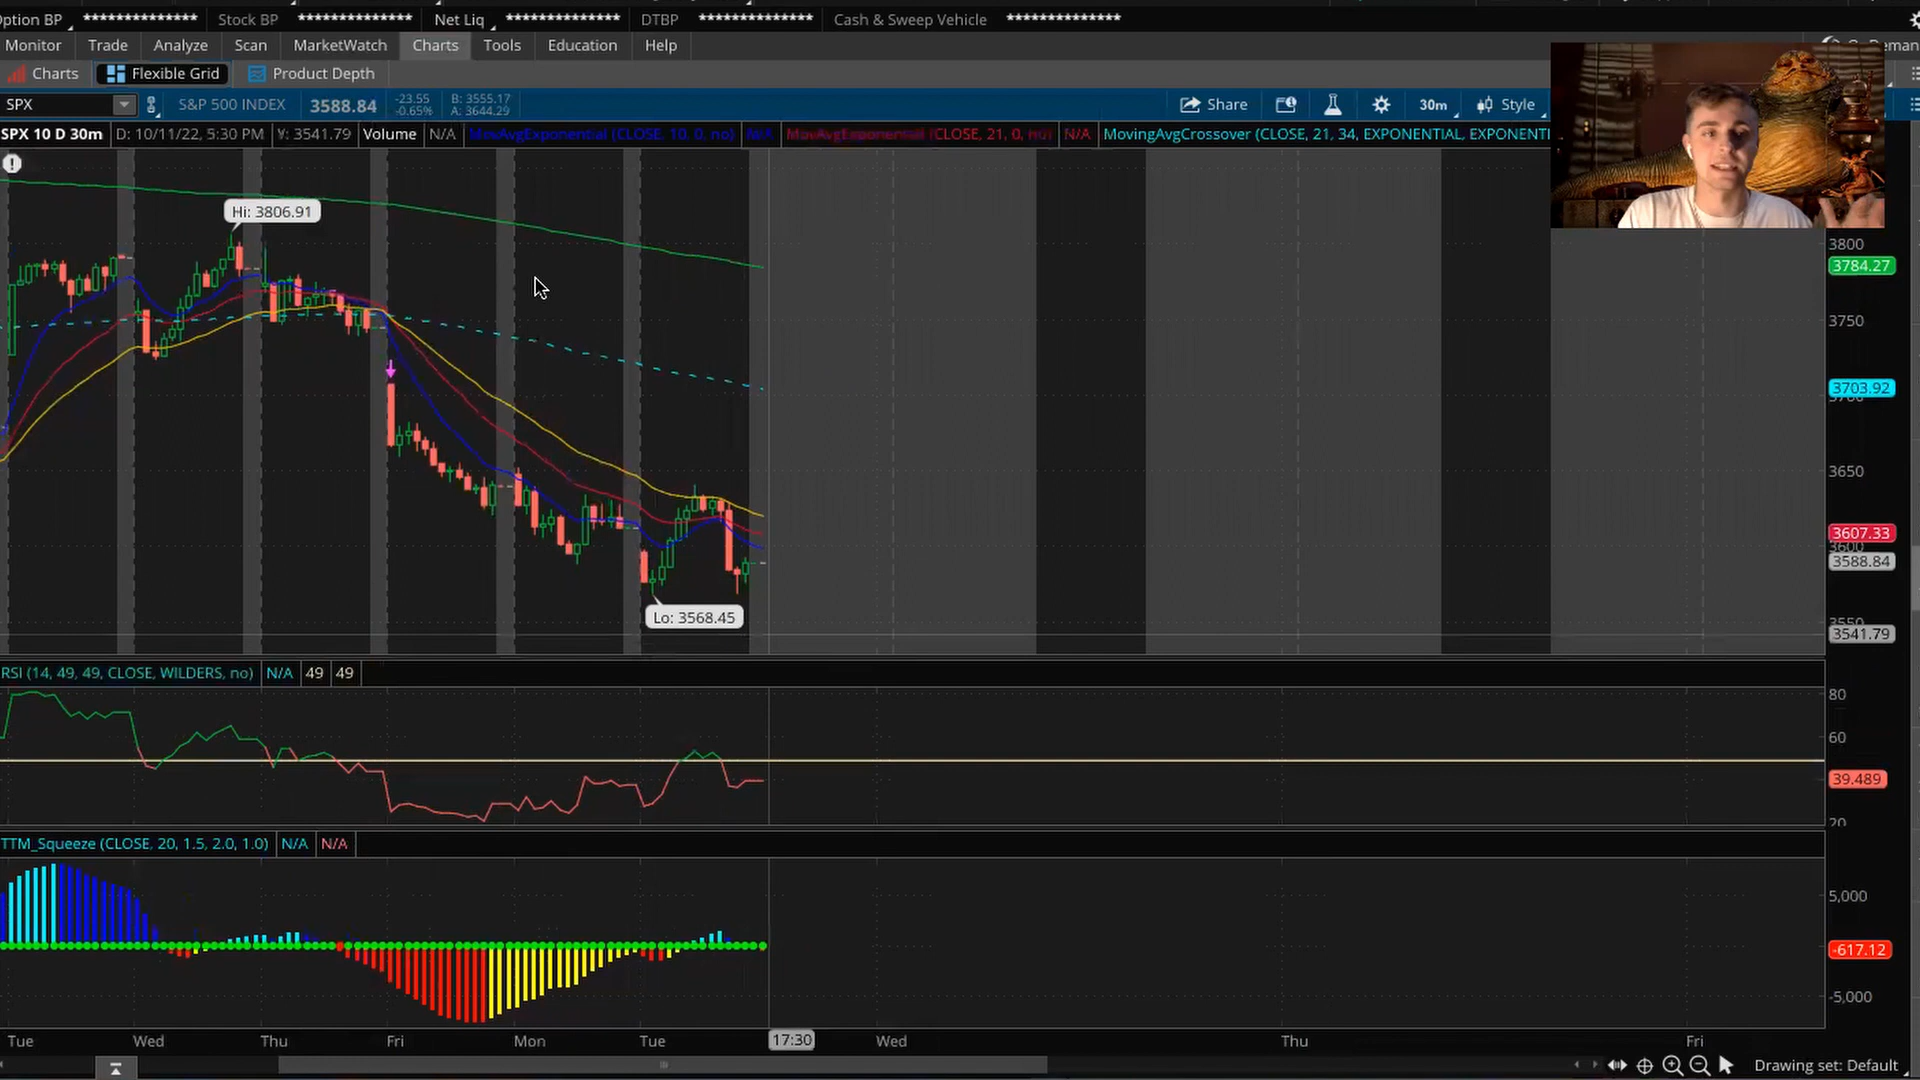 ption BP ************** Stock BP ************** Net Liq ************** DTBP ************** Cash & Sweep Vehicle **************
Monitor Trade Analyze Scan MarketWatch Charts Tools Education Help
Charts Flexible Grid Product Depth
SPX S&P 500 INDEX 3588.84 -23.55 -0.65% B: 3555.17 A: 3644.29 Share 30m Style
SPX 10 D 30m D: 10/11/22, 5:30 PM Y: 3541.79 Volume N/A MovAvgExponential (CLOSE, 10, 0, no) N/A MovAvgExponential (CLOSE, 21, 0, no) N/A MovingAvgCrossover (CLOSE, 21, 34, EXPONENTIAL, EXPONENTI
Hi: 3806.91
Lo: 3568.45
3800
3784.27
3750
3703.92
3650
3607.33
3600
3588.84
3550
3541.79
RSI (14, 49, 49, CLOSE, WILDERS, no) N/A 49 49
80
60
39.489
20
TTM_Squeeze (CLOSE, 20, 1.5, 2.0, 1.0) N/A N/A
5,000
-617.12
-5,000
Tue Wed Thu Fri Mon Tue 17:30 Wed Thu Fri
Drawing set: Default